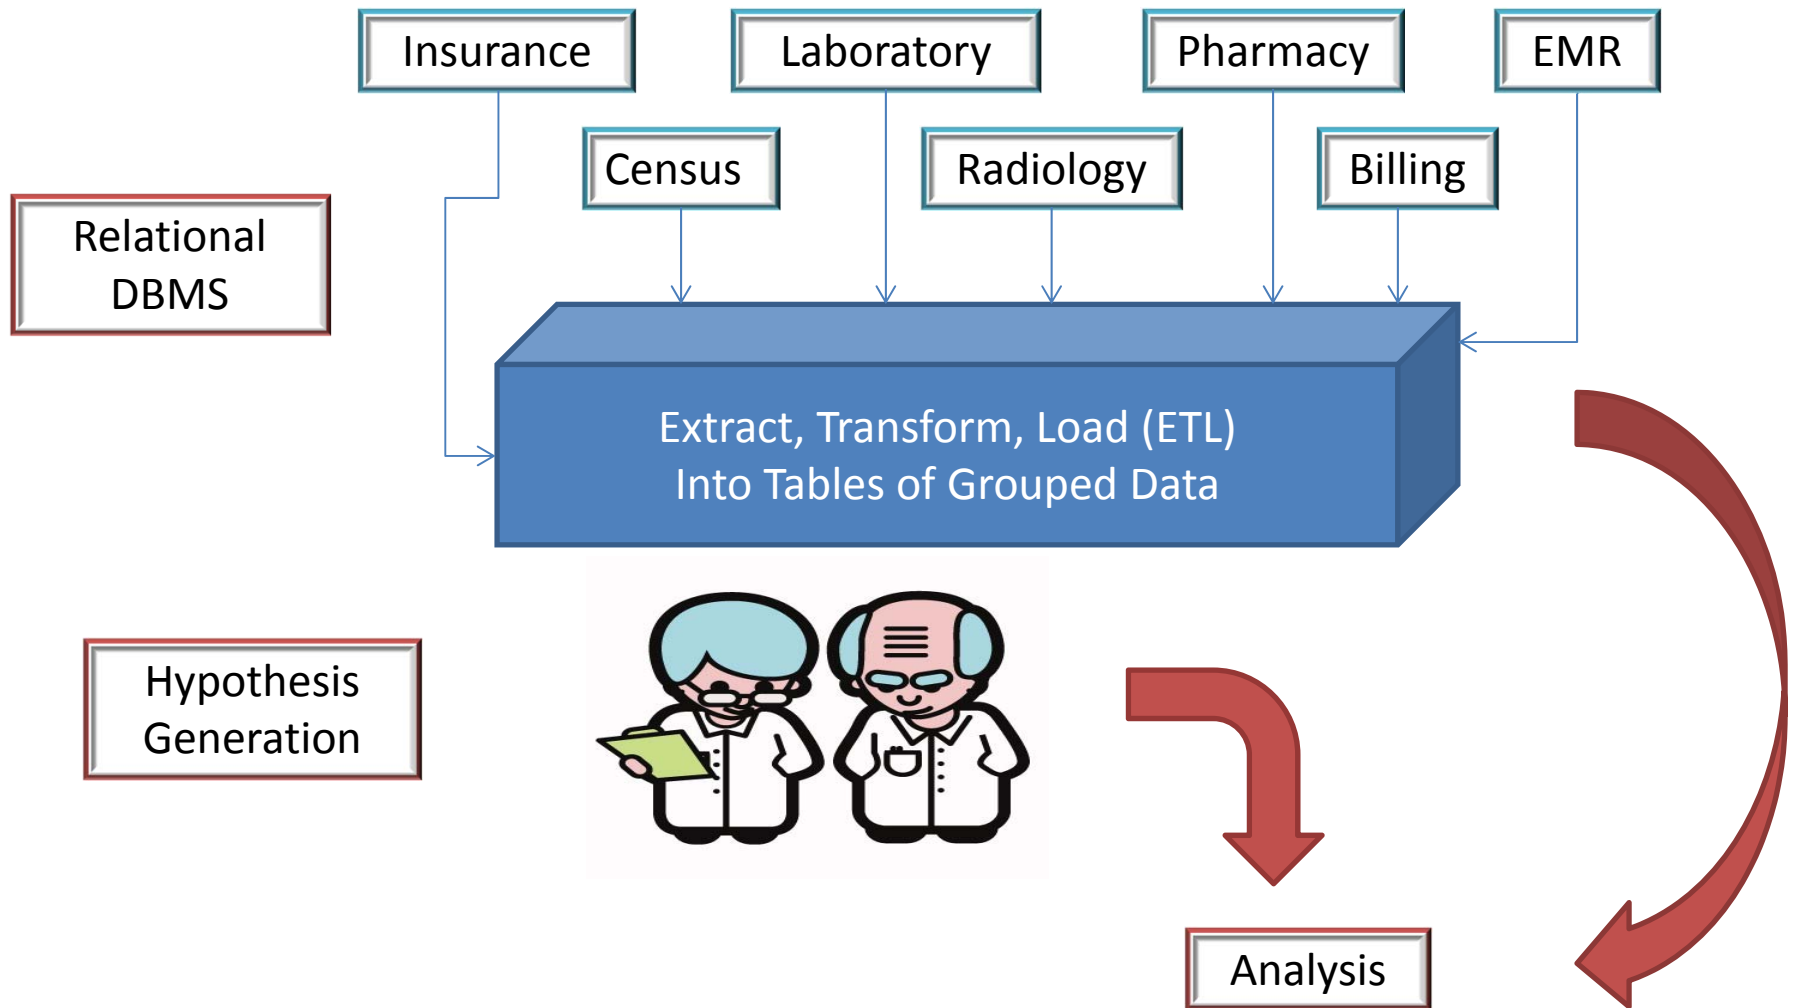 Insurance
Laboratory
Pharmacy
EMR
Census
Radiology
Billing
Relational
DBMS
Extract, Transform, Load (ETL)
Into Tables of Grouped Data
Hypothesis
Generation
Analysis